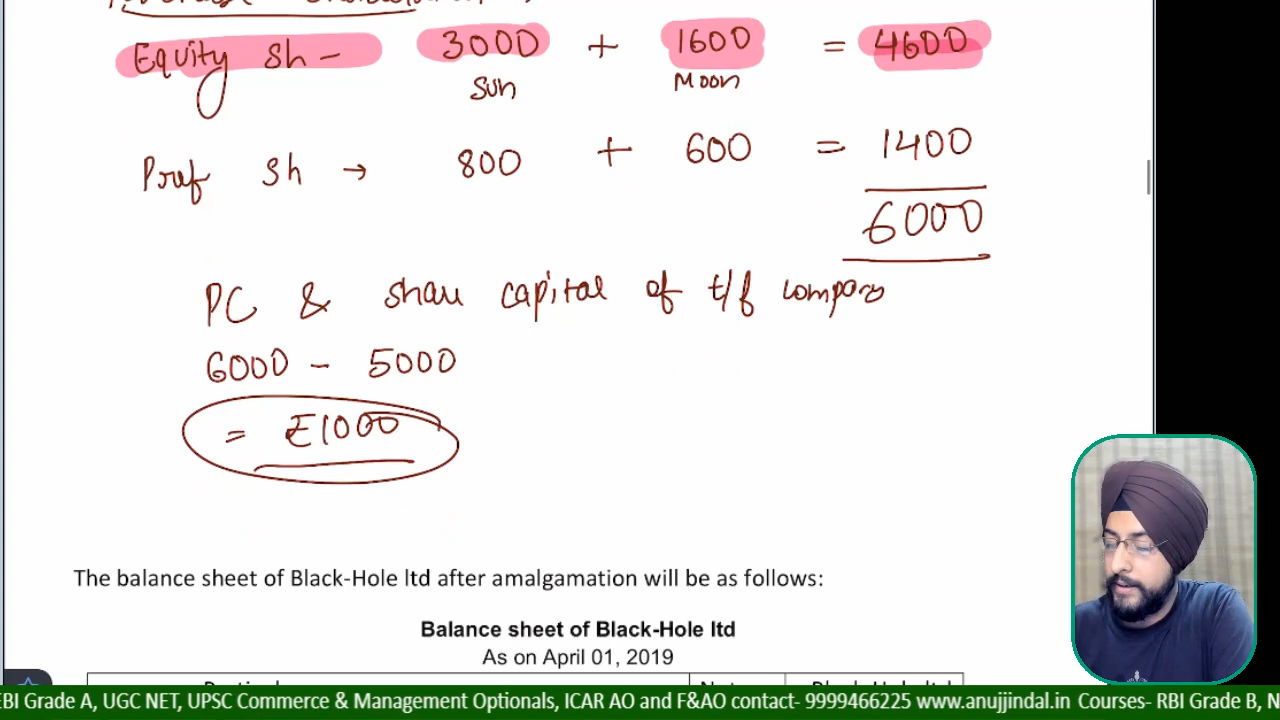 Equity Sh - 3000 + 1600 = 4600
Sun Moon
Pref Sh → 800 + 600 = 1400
6000
PC & share capital of t/f
6000 - 5000
= ₹1000
The balance sheet of Black-Hole ltd after amalgamation will be as follows:
Balance sheet of Black-Hole ltd
As on April 01, 2019
EBI Grade A, UGC NET, UPSC Commerce & Management Optionals, ICAR AO and F&AO contact- 9999466225 www.anujjindal.in Courses- RBI Grade B, N